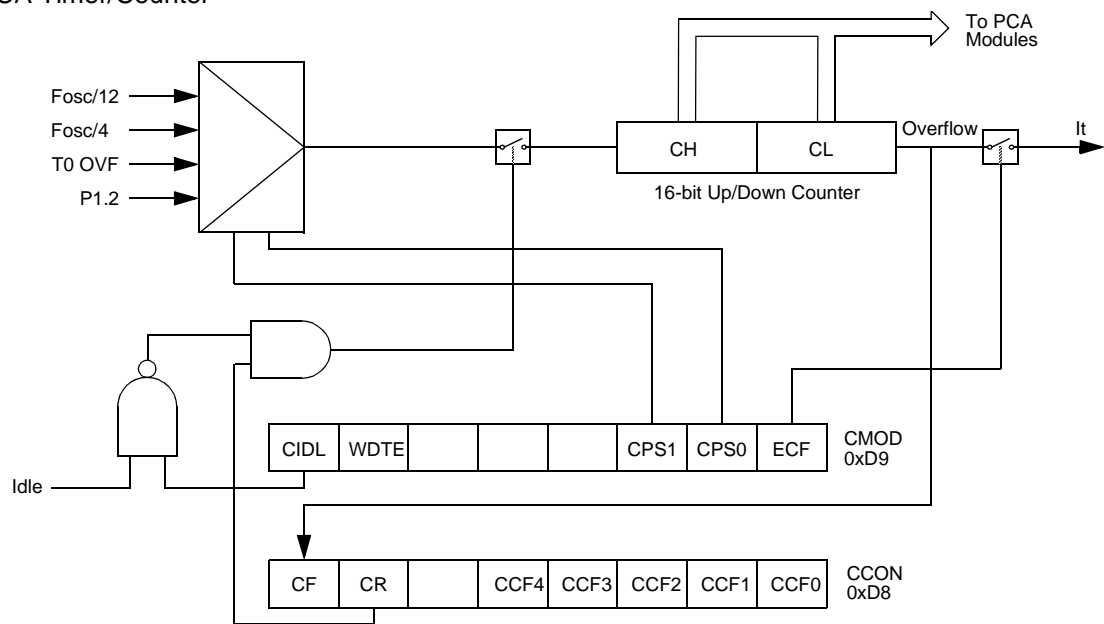 Timer/Counter
To PCA
Modules
Fosc/12
Fosc/4
T0 OVF
P1.2
CH
CL
Overflow
It
16-bit Up/Down Counter
CIDL
WDTE
CPS1
CPS0
ECF
CMOD
0xD9
Idle
CF
CR
CCF4
CCF3
CCF2
CCF1
CCF0
CCON
0xD8